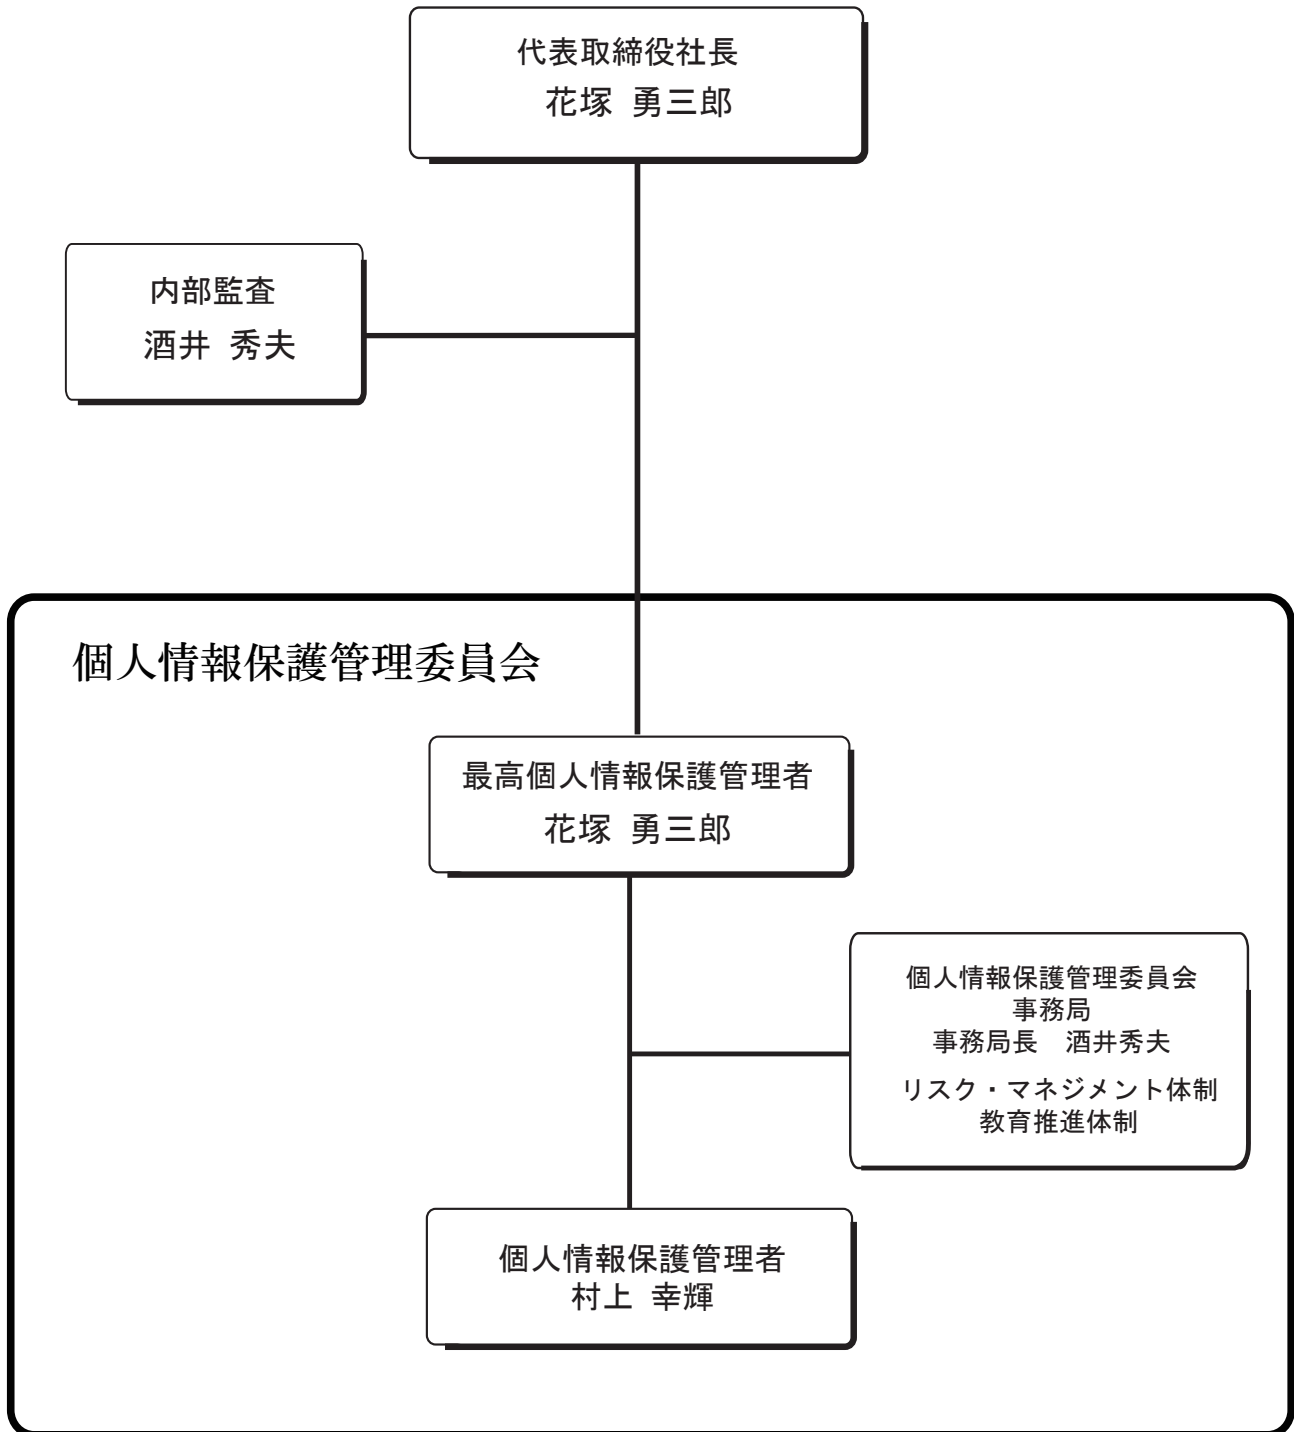 代表取締役社長
花塚 勇三郎
内部監査
酒井 秀夫
個人情報保護管理委員会
最高個人情報保護管理者
花塚 勇三郎
個人情報保護管理委員会
事務局
事務局長　酒井秀夫
リスク・マネジメント体制
教育推進体制
個人情報保護管理者
村上 幸輝